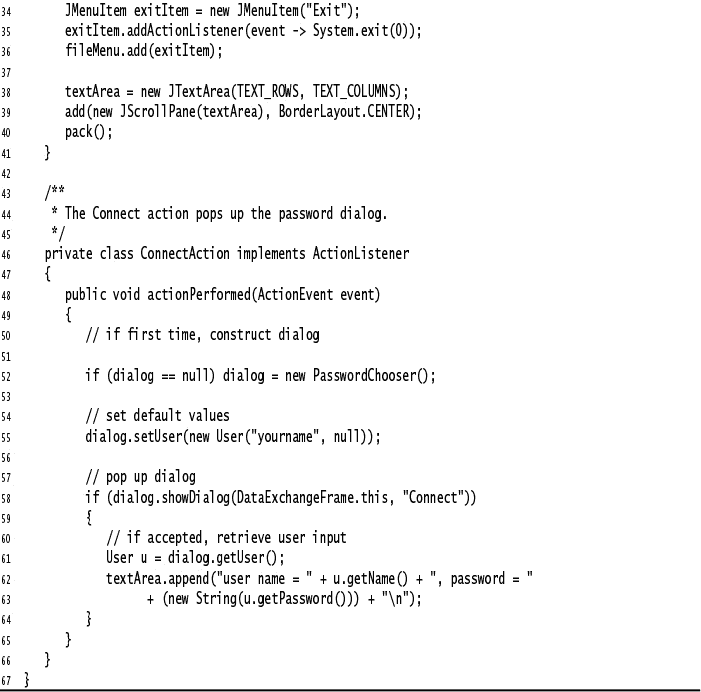 34 JMenuItem exitItem = new JMenuItem("Exit");
35 exitItem.addActionListener(event -> System.exit(0));
36 fileMenu.add(exitItem);
37
38 textArea = new JTextArea(TEXT_ROWS, TEXT_COLUMNS);
39 add(new JScrollPane(textArea), BorderLayout.CENTER);
40 pack();
41 }
42
43 /**
44 * The Connect action pops up the password dialog.
45 */
46 private class ConnectAction implements ActionListener
47 {
48 public void actionPerformed(ActionEvent event)
49 {
50 // if first time, construct dialog
51
52 if (dialog == null) dialog = new PasswordChooser();
53
54 // set default values
55 dialog.setUser(new User("yourname", null));
56
57 // pop up dialog
58 if (dialog.showDialog(DataExchangeFrame.this, "Connect"))
59 {
60 // if accepted, retrieve user input
61 User u = dialog.getUser();
62 textArea.append("user name = " + u.getName() + ", password = "
63 + (new String(u.getPassword())) + "\n");
64 }
65 }
66 }
67 }